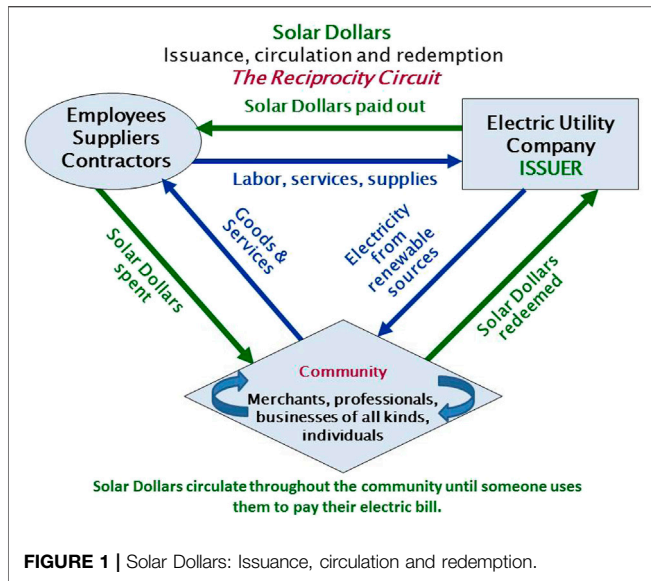 Solar Dollars
Issuance, circulation and redemption
The Reciprocity Circuit
Solar Dollars paid out
Employees
Suppliers
Contractors
Electric Utility
Company
ISSUER
Labor, services, supplies
Goods &
Services
Electricity
from
renewable
sources
Solar Dollars
spent
Solar Dollars
redeemed
Community
Merchants, professionals,
businesses of all kinds,
individuals
Solar Dollars circulate throughout the community until someone uses
them to pay their electric bill.
FIGURE 1 | Solar Dollars: Issuance, circulation and redemption.